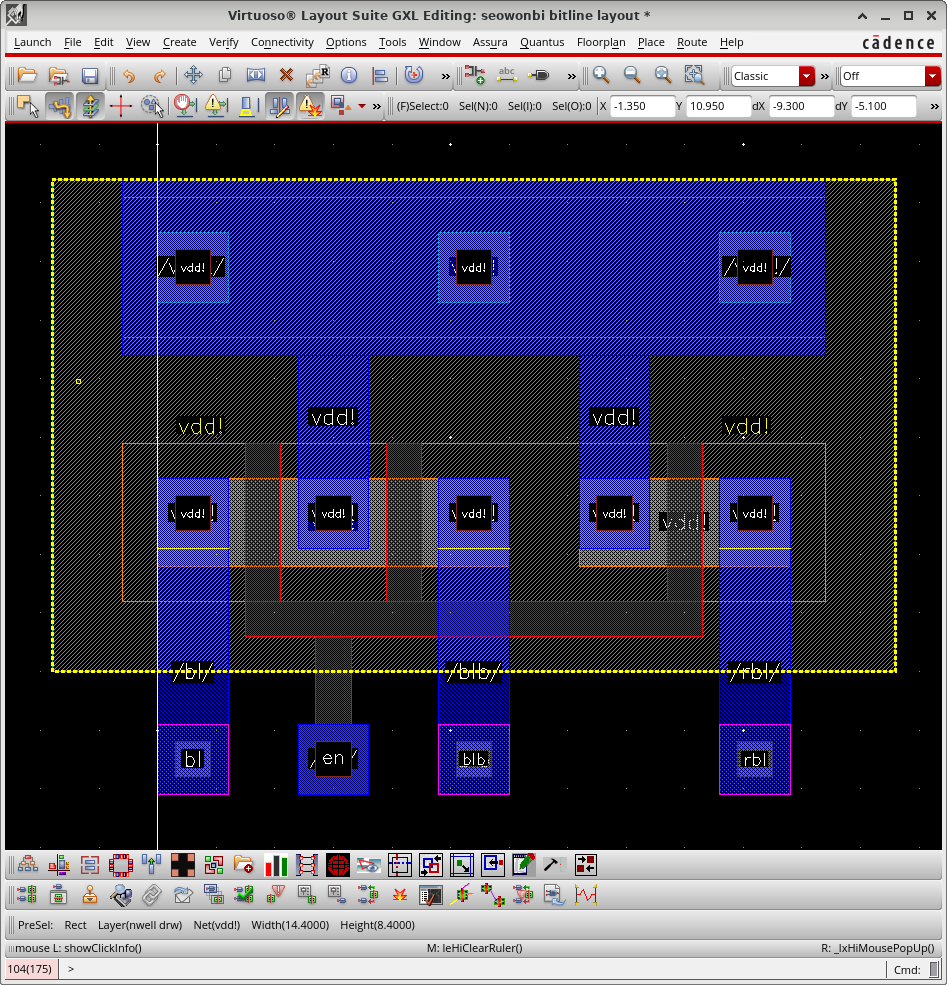 Virtuoso® Layout Suite GXL Editing: seowonbi bitline layout *
Launch File Edit View Create Verify Connectivity Options Tools Window Assura Quantus Floorplan Place Route Help cādence
abc » » Classic » Off
(F)Select:0 Sel(N):0 Sel(I):0 Sel(O):0 X -1.350 Y 10.950 dX -9.300 dY -5.100 »
vdd! vdd! vdd!
vdd! vdd! vdd! vdd!
vdd! vdd! vdd! vdd! vdd! vdd!
/bl/ /blb/ /rbl/
bl en blb rbl
PreSel: Rect Layer(nwell drw) Net(vdd!) Width(14.4000) Height(8.4000)
mouse L: showClickInfo() M: leHiClearRuler() R: _lxHiMousePopUp()
104(175) > Cmd: